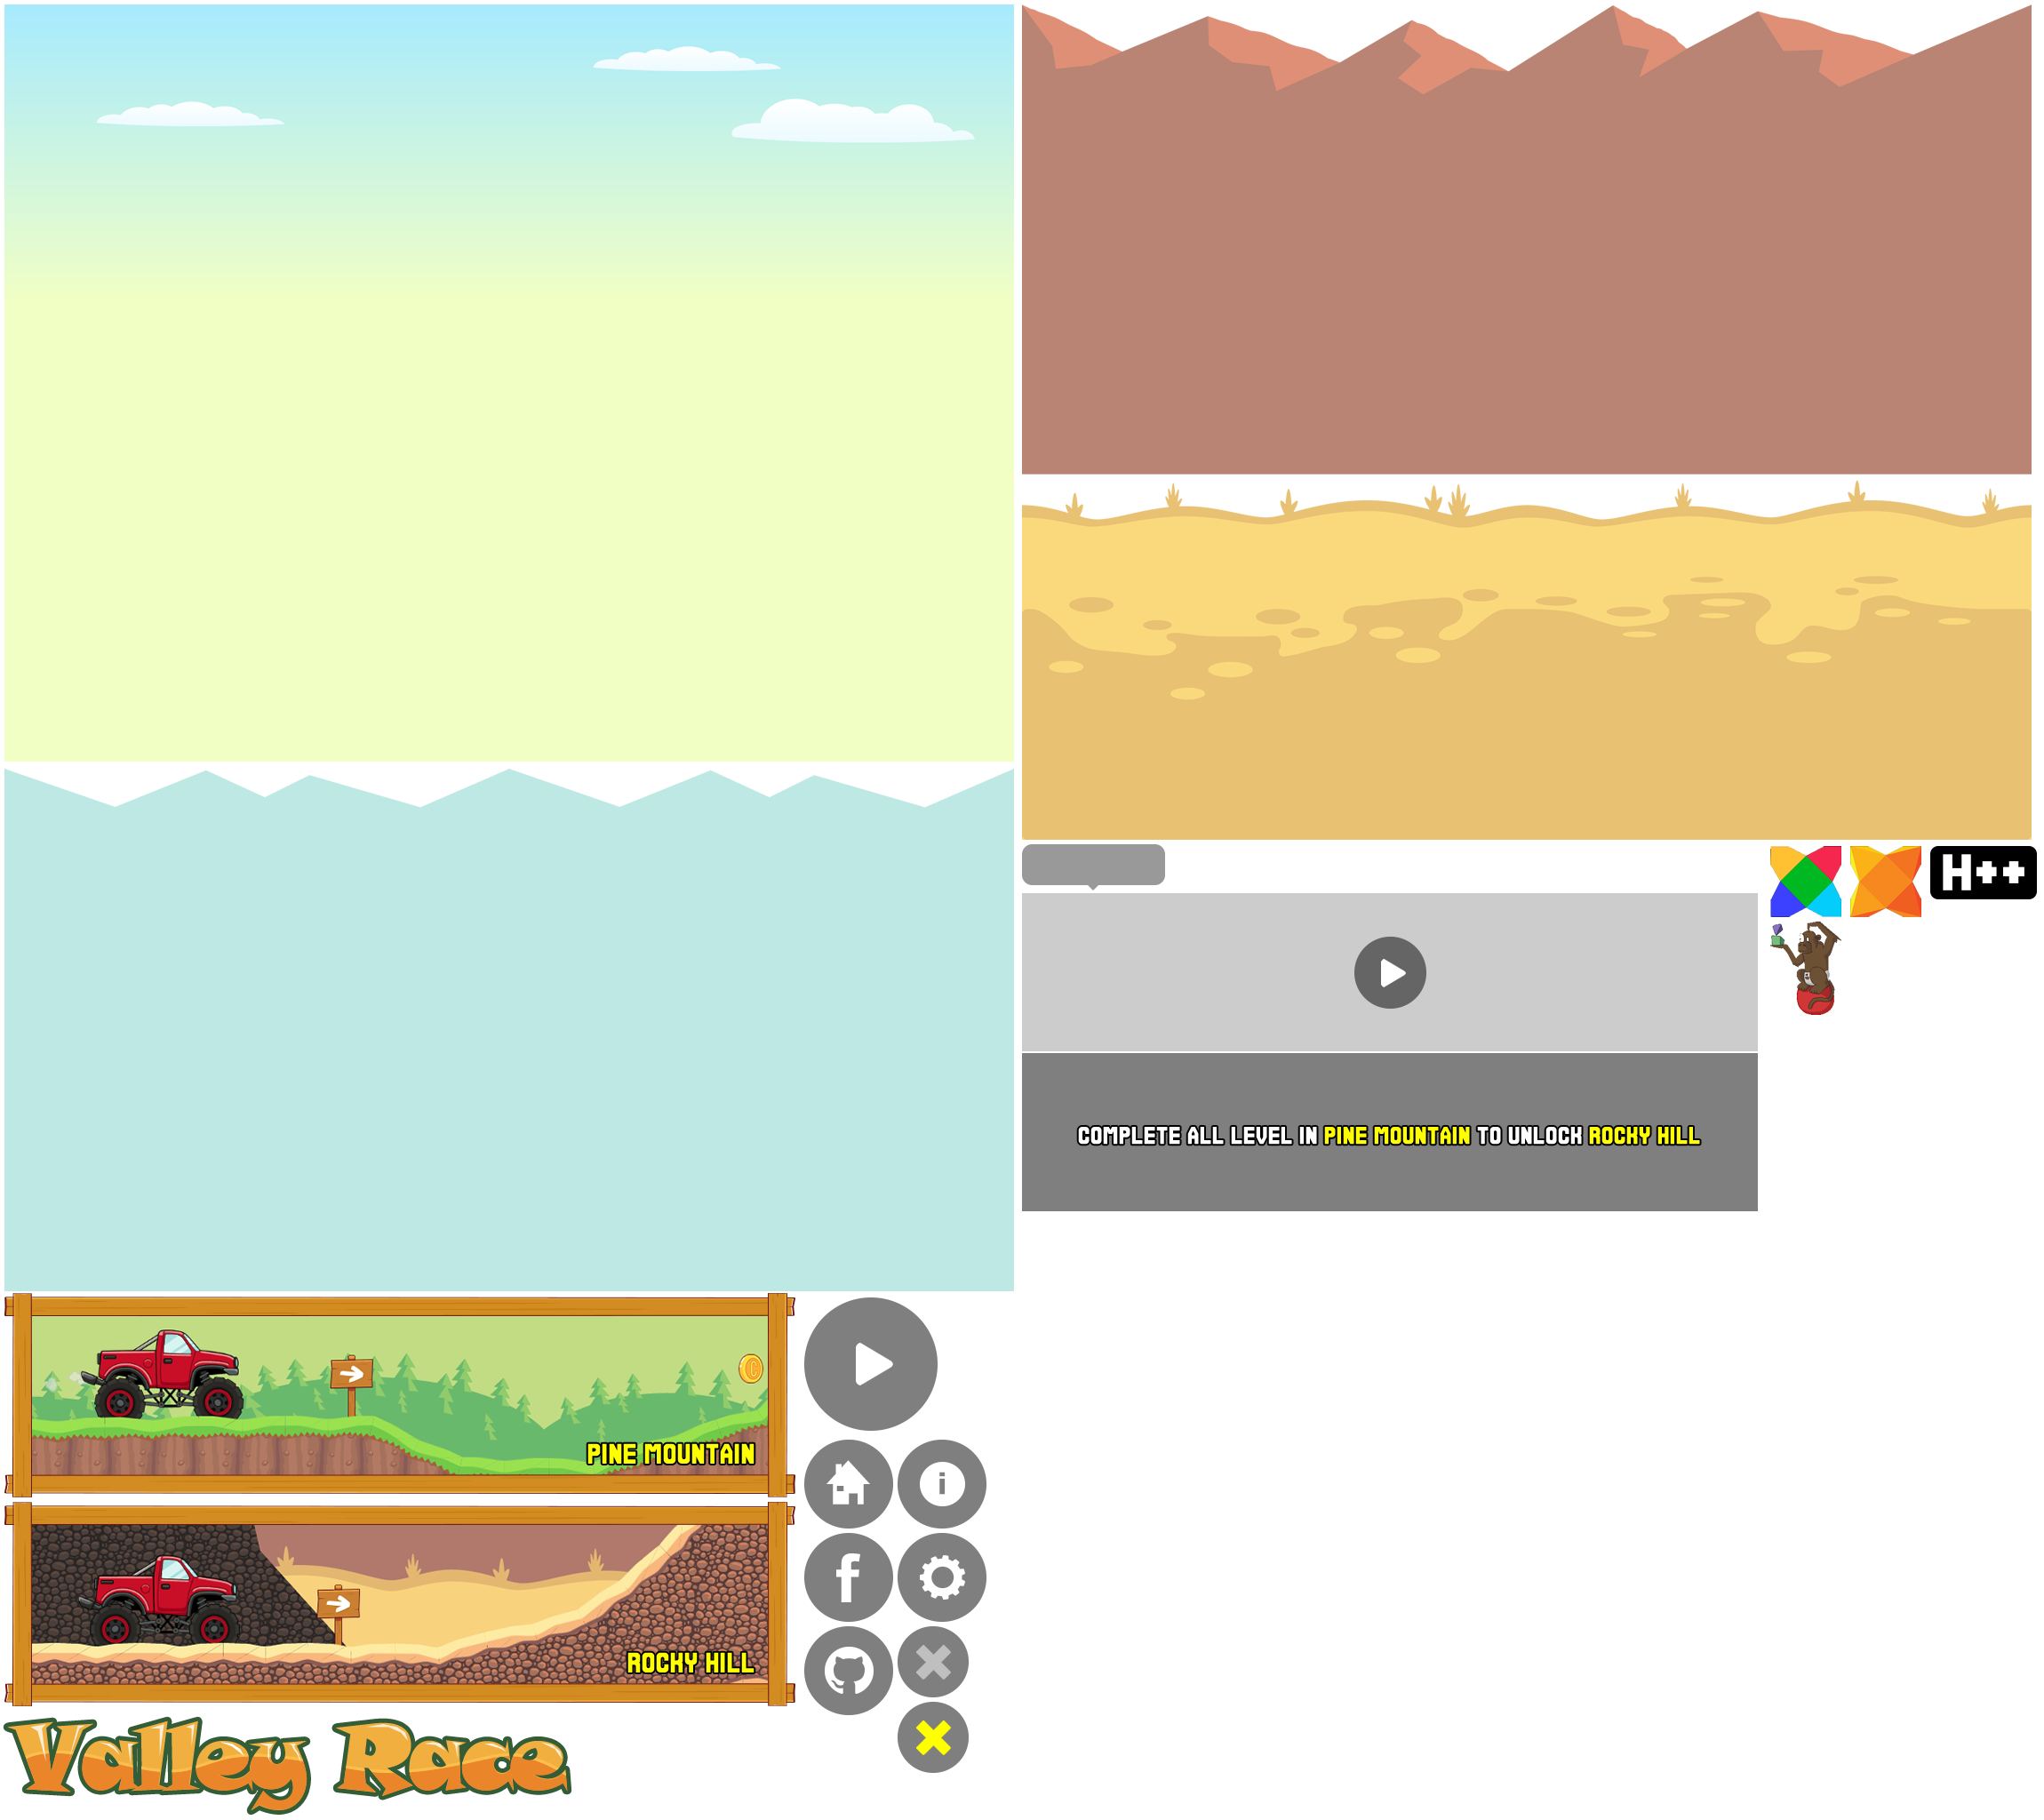 H++
COMPLETE ALL LEVEL IN PINE MOUNTAIN TO UNLOCK ROCKY HILL
PINE MOUNTAIN
ROCKY HILL
Valley Race